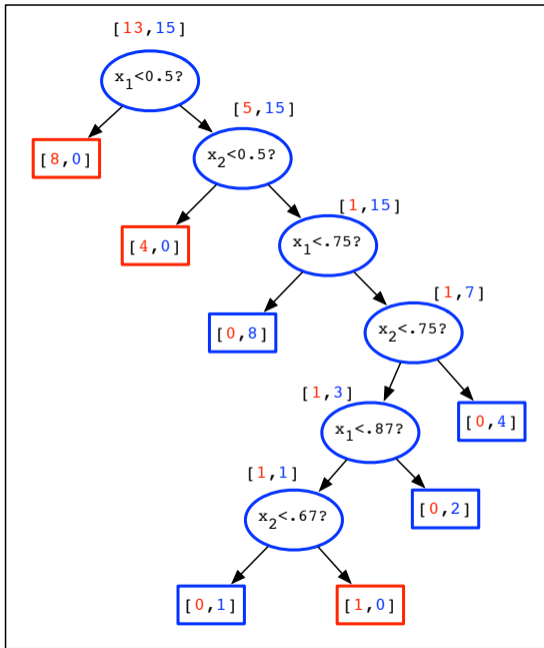 [13,15]
x1<0.5?
[5,15]
[8,0]
x2<0.5?
[1,15]
[4,0]
x1<.75?
[1,7]
[0,8]
x2<.75?
[1,3]
[0,4]
x1<.87?
[1,1]
[0,2]
x2<.67?
[0,1]
[1,0]